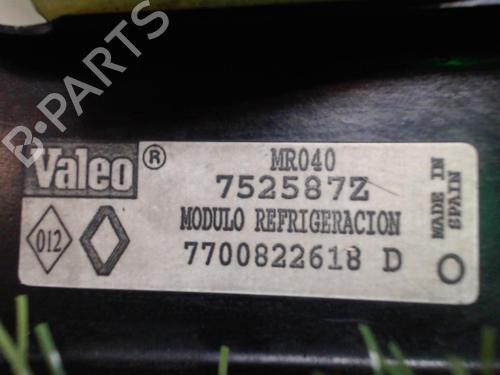 B-PARTS
Valeo ®
MR040
752587Z
MODULO REFRIGERACION
7700822618 D
012
MADE IN
SPAIN